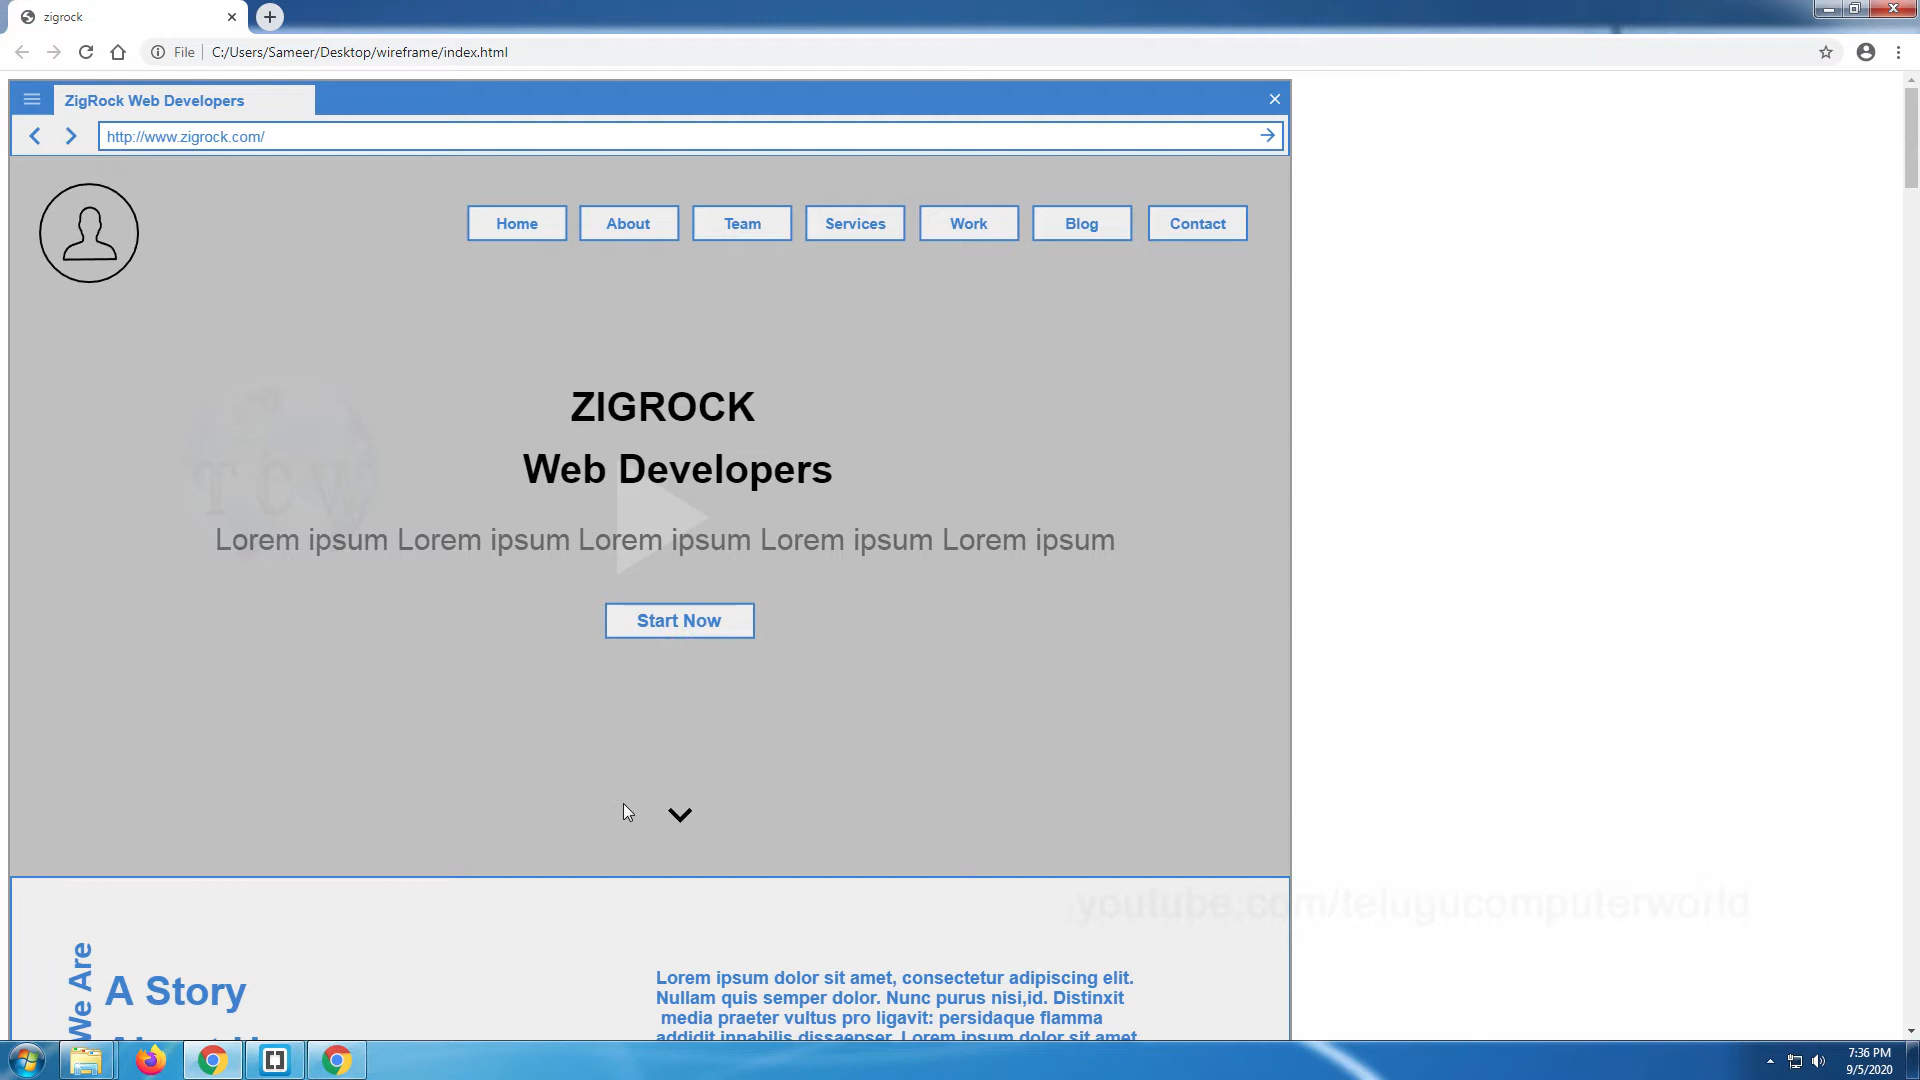 zigrock
File
C:/Users/Sameer/Desktop/wireframe/index.html
ZigRock Web Developers
http://www.zigrock.com/
Home About Team Services Work Blog Contact
ZIGROCK
Web Developers
Lorem ipsum Lorem ipsum Lorem ipsum Lorem ipsum Lorem ipsum
TCW
Start Now
youtube.com/telugucomputerworld
We Are
A Story
Lorem ipsum dolor sit amet, consectetur adipiscing elit.
Nullam quis semper dolor. Nunc purus nisi,id. Distinxit
media praeter vultus pro ligavit: persidaque flamma
addidit innabilis dissaepser. Lorem ipsum dolor sit amet
7:36 PM
9/5/2020